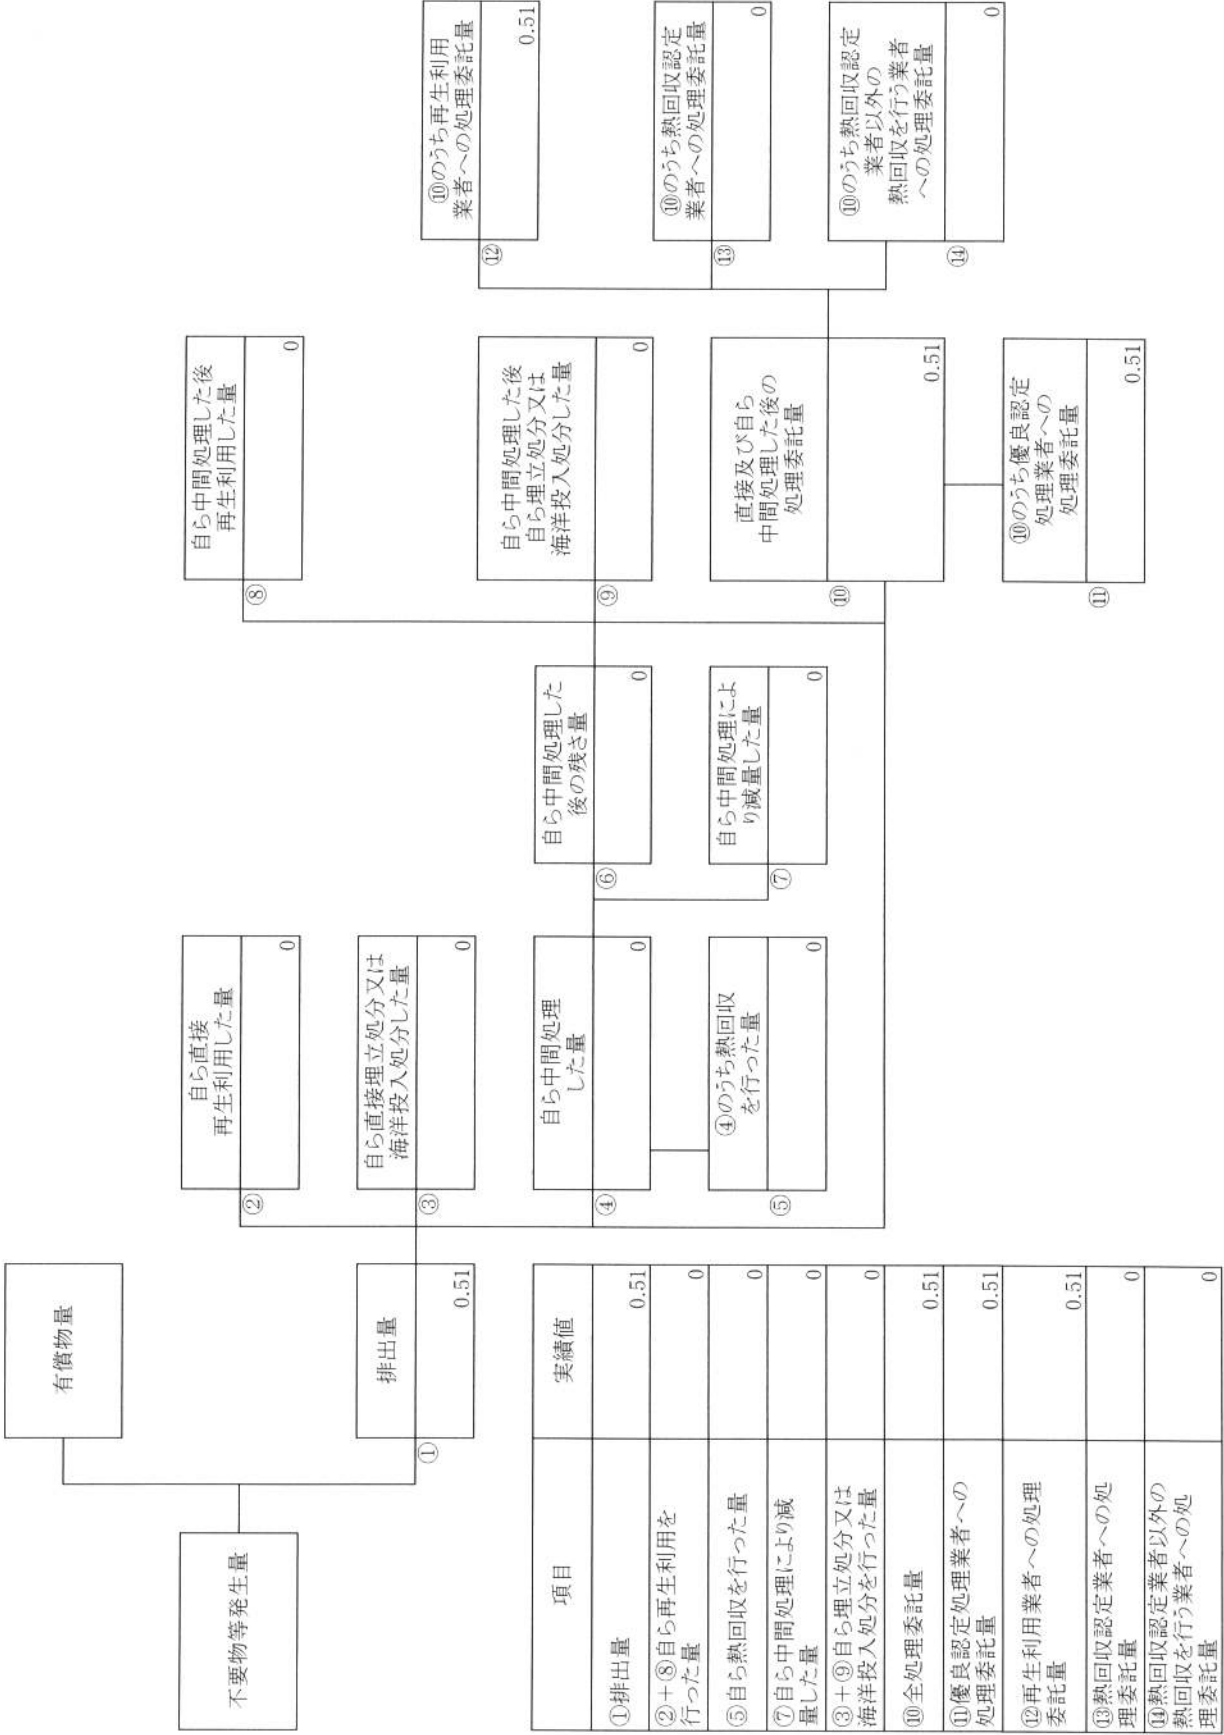 不要物等発生量
有償物量
排出量
①
0.51
自ら直接
再生利用した量
②
0
自ら直接埋立処分又は
海洋投入処分した量
③
0
自ら中間処理
した量
④
0
④のうち熱回収
を行った量
⑤
0
自ら中間処理した
後の残さ量
⑥
0
自ら中間処理によ
り減量した量
⑦
0
自ら中間処理した後
再生利用した量
⑧
0
自ら中間処理した後
自ら埋立処分又は
海洋投入処分した量
⑨
0
直接及び自ら
中間処理した後の
処理委託量
⑩
0.51
⑩のうち優良認定
処理業者への
処理委託量
⑪
0.51
⑩のうち再生利用
業者への処理委託量
⑫
0.51
⑩のうち熱回収認定
業者への処理委託量
⑬
0
⑩のうち熱回収認定
業者以外の
熱回収を行う業者
への処理委託量
⑭
0
項目 実績値
①排出量 0.51
②+⑧自ら再生利用を
行った量 0
⑤自ら熱回収を行った量 0
⑦自ら中間処理により減
量した量 0
③+⑨自ら埋立処分又は
海洋投入処分を行った量 0
⑩全処理委託量 0.51
⑪優良認定処理業者への
処理委託量 0.51
⑫再生利用業者への処理
委託量 0.51
⑬熱回収認定業者への処
理委託量 0
⑭熱回収認定業者以外の
熱回収を行う業者への処
理委託量 0